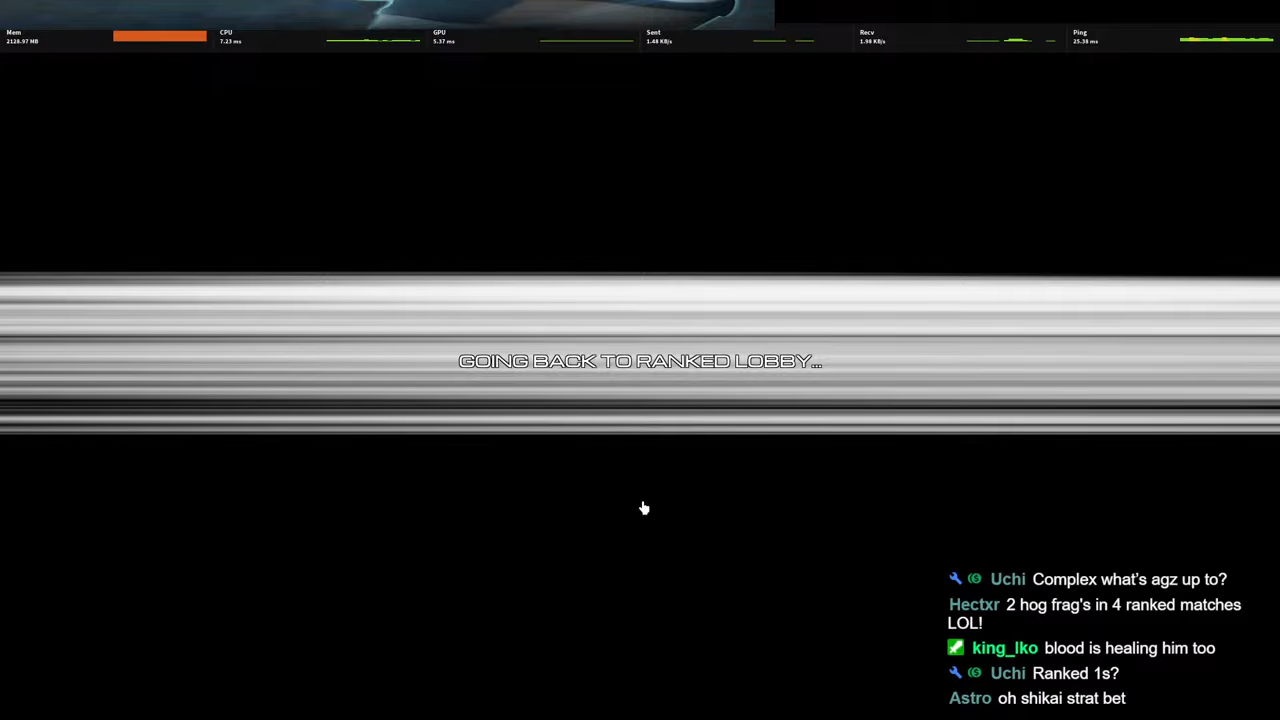 Mem CPU GPU Sent Recv Ping
2128.97 MB 7.23 ms 5.37 ms 1.48 KB/s 1.98 KB/s 25.38 ms
GOING BACK TO RANKED LOBBY...
Uchi Complex what's agz up to?
Hectxr 2 hog frag's in 4 ranked matches
LOL!
king_lko blood is healing him too
Uchi Ranked 1s?
Astro oh shikai strat bet